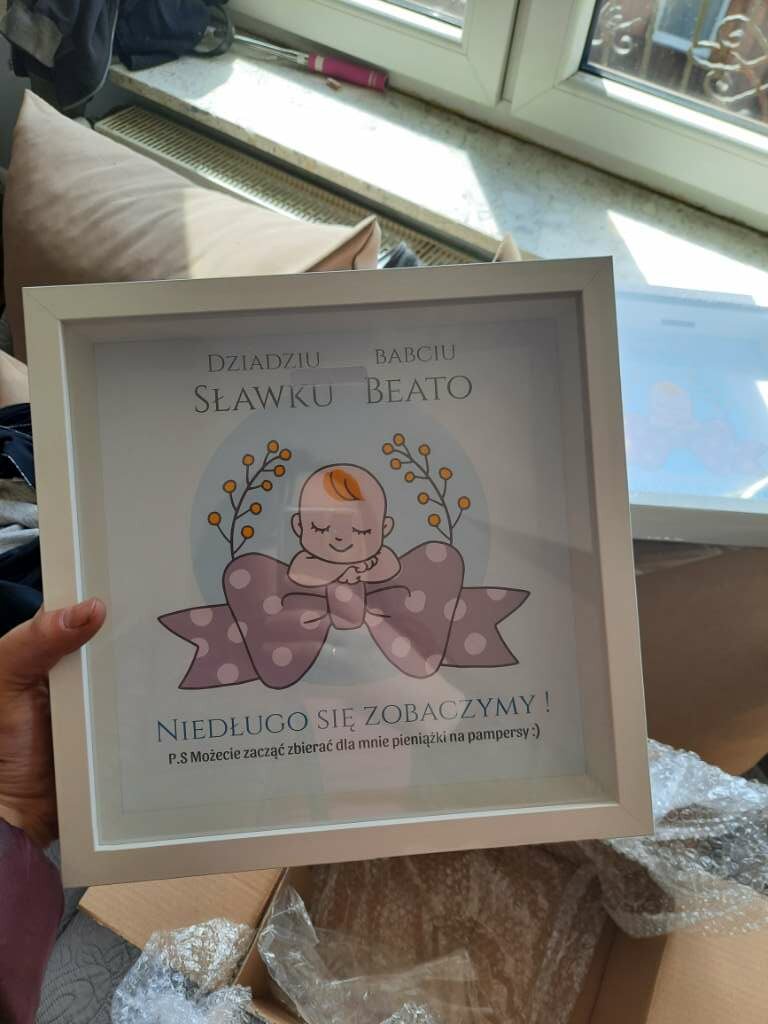 DZIADZIU BABCIU
SŁAWKU BEATO
NIEDŁUGO SIĘ ZOBACZYMY !
P.S Możecie zacząć zbierać dla mnie pieniążki na pampersy :)